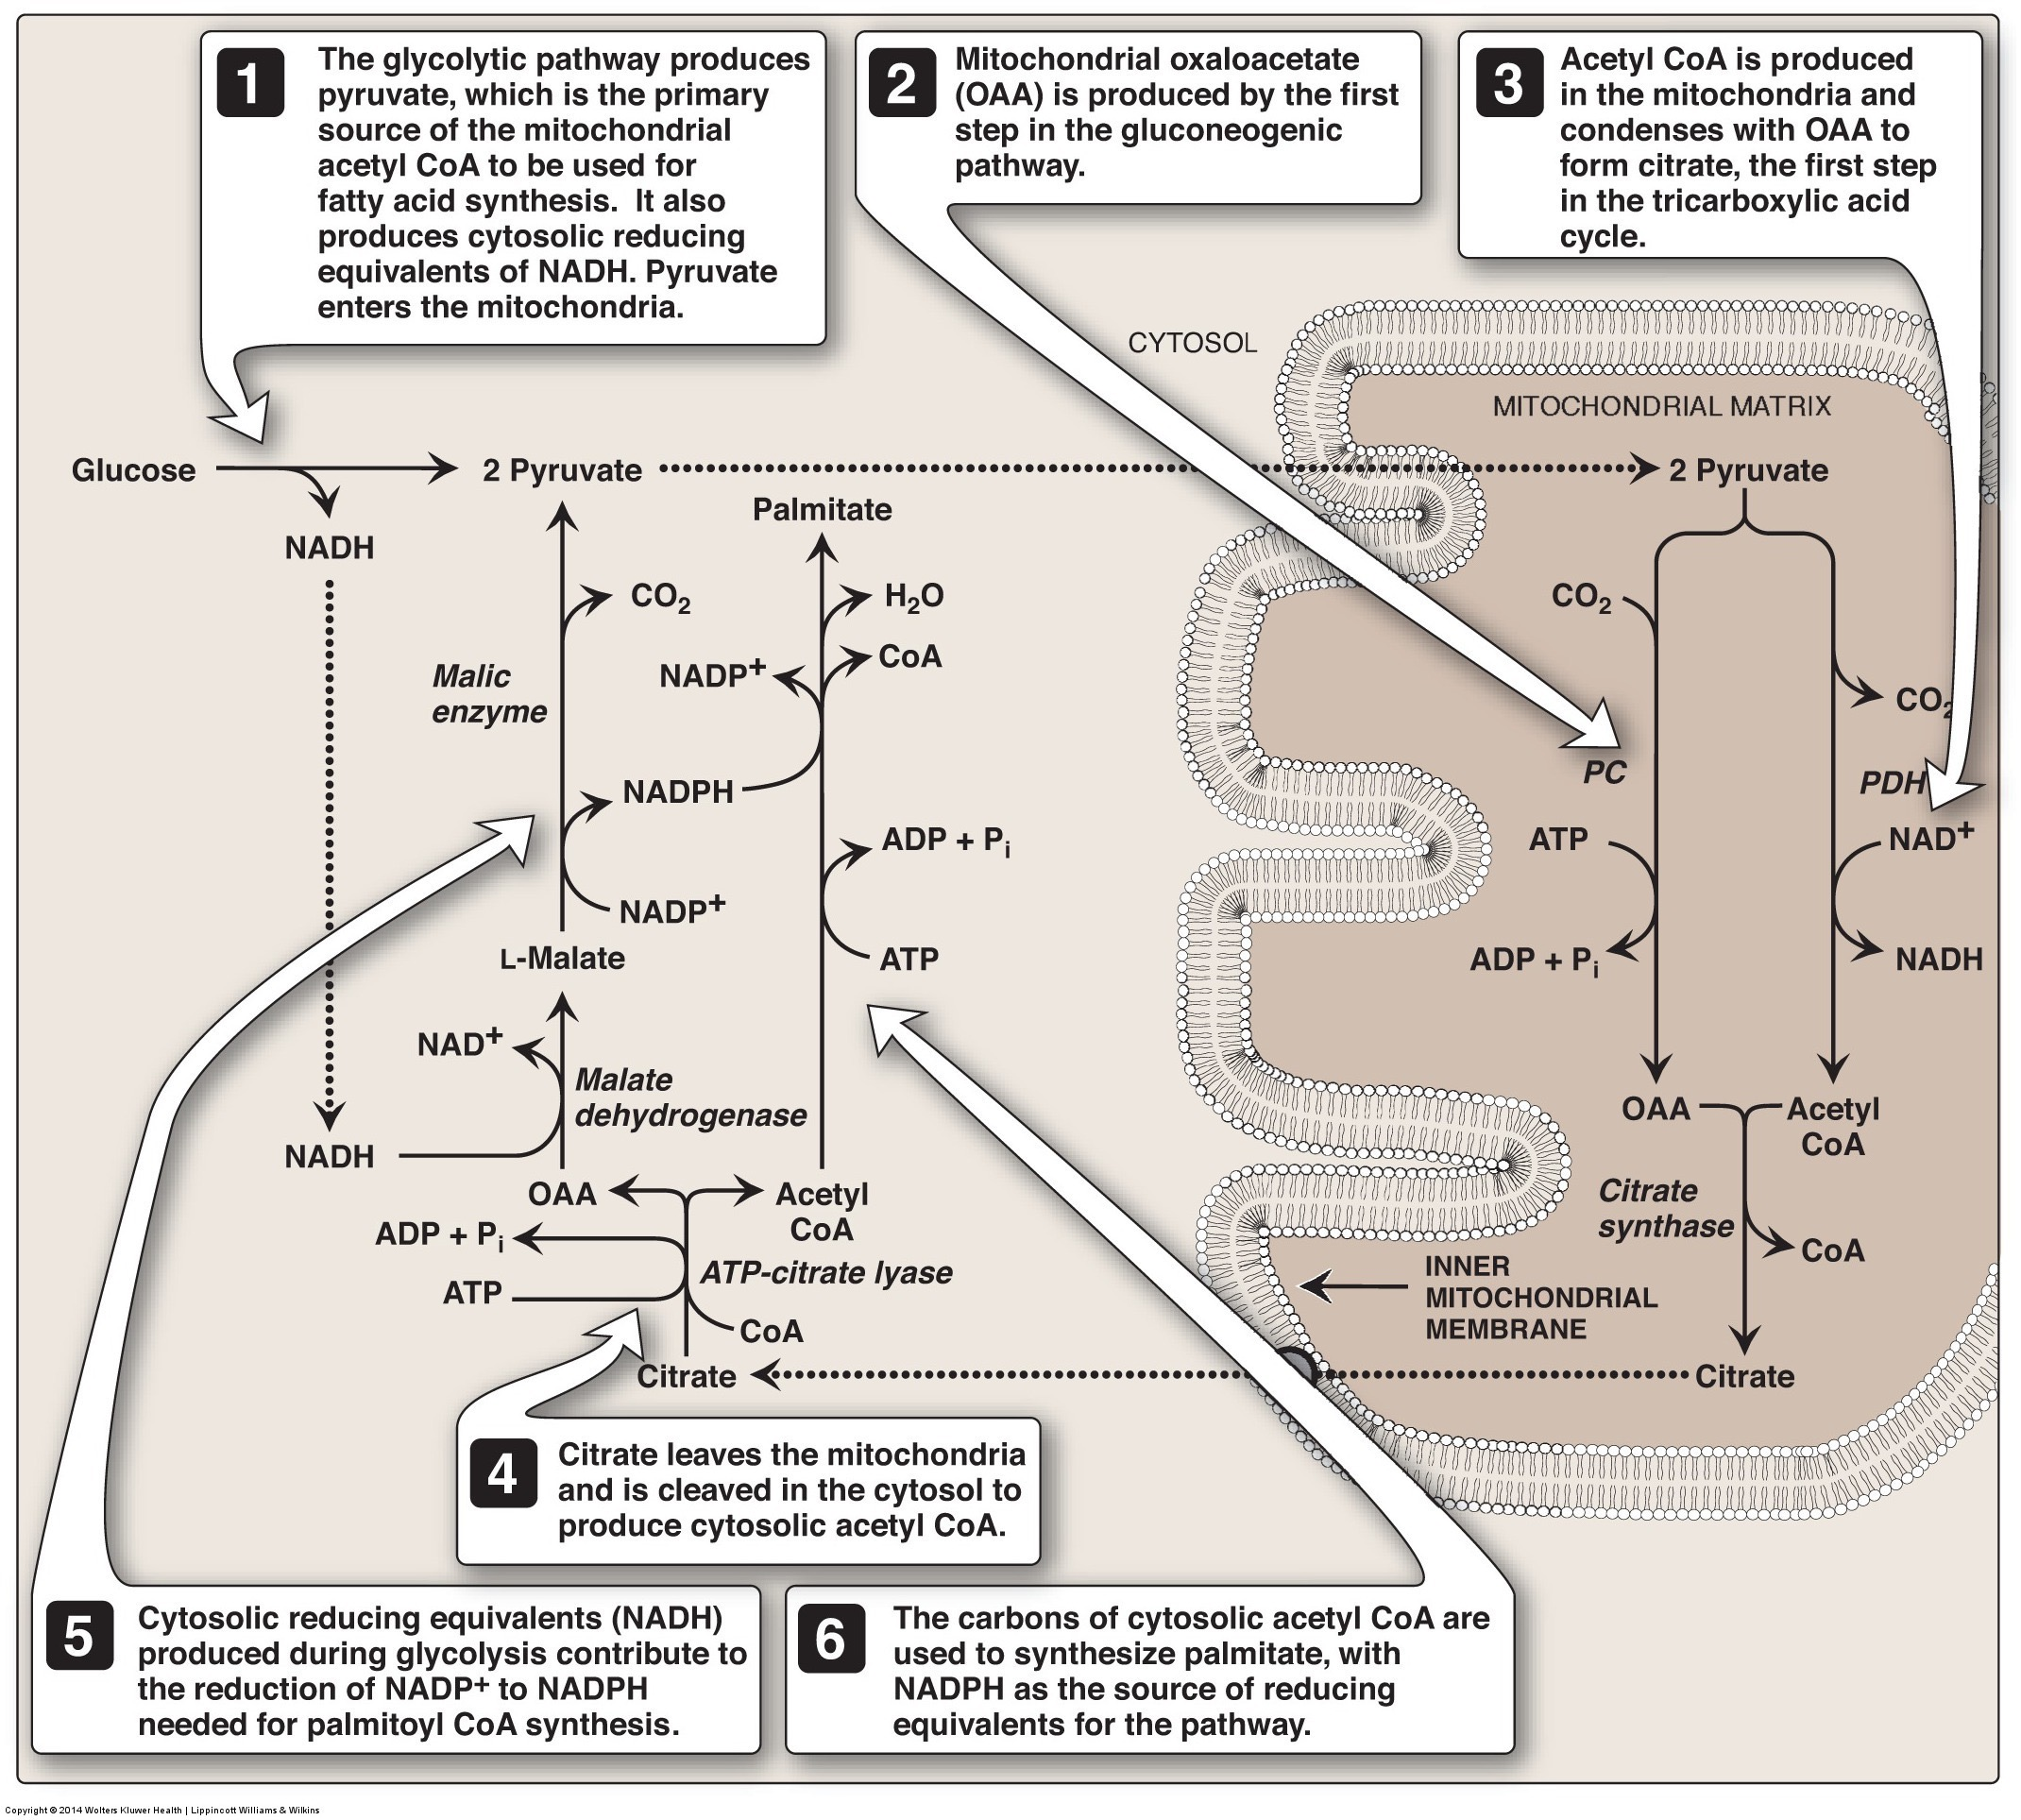 1
The glycolytic pathway produces
pyruvate, which is the primary
source of the mitochondrial
acetyl CoA to be used for
fatty acid synthesis.  It also
produces cytosolic reducing
equivalents of NADH. Pyruvate
enters the mitochondria.
2
Mitochondrial oxaloacetate
(OAA) is produced by the first
step in the gluconeogenic
pathway.
3
Acetyl CoA is produced
in the mitochondria and
condenses with OAA to
form citrate, the first step
in the tricarboxylic acid
cycle.
CYTOSOL
MITOCHONDRIAL MATRIX
Glucose
2 Pyruvate
2 Pyruvate
Palmitate
NADH
CO₂
H₂O
CO₂
CoA
Malic
enzyme
NADP⁺
CO₂
PC
PDH
NADPH
ADP + Pᵢ
ATP
NAD⁺
NADP⁺
L-Malate
ATP
ADP + Pᵢ
NADH
NAD⁺
Malate
dehydrogenase
NADH
OAA
Acetyl
CoA
OAA
Acetyl
CoA
Citrate
synthase
ADP + Pᵢ
CoA
ATP-citrate lyase
ATP
CoA
INNER
MITOCHONDRIAL
MEMBRANE
Citrate
Citrate
4
Citrate leaves the mitochondria
and is cleaved in the cytosol to
produce cytosolic acetyl CoA.
5
Cytosolic reducing equivalents (NADH)
produced during glycolysis contribute to
the reduction of NADP⁺ to NADPH
needed for palmitoyl CoA synthesis.
6
The carbons of cytosolic acetyl CoA are
used to synthesize palmitate, with
NADPH as the source of reducing
equivalents for the pathway.
Copyright © 2014 Wolters Kluwer Health | Lippincott Williams & Wilkins